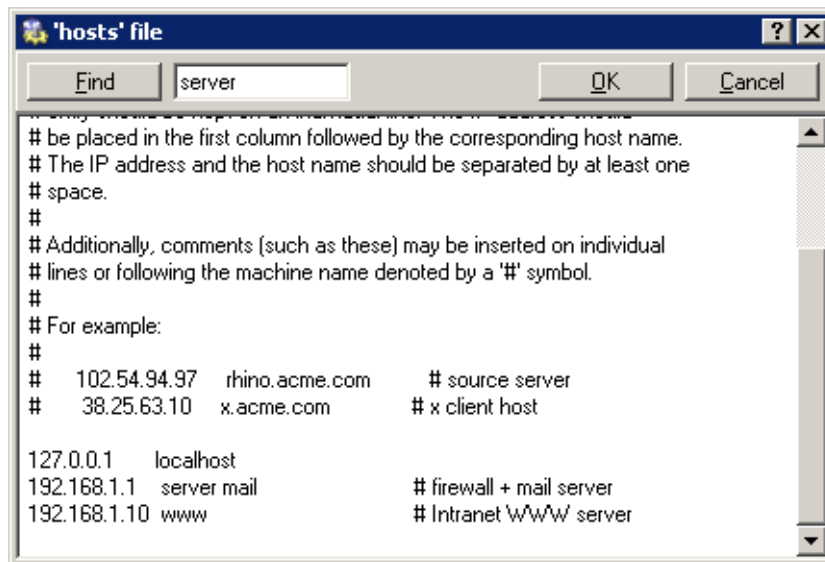 'hosts' file
Find server OK Cancel
# be placed in the first column followed by the corresponding host name.
# The IP address and the host name should be separated by at least one
# space.
#
# Additionally, comments (such as these) may be inserted on individual
# lines or following the machine name denoted by a '#' symbol.
#
# For example:
#
# 102.54.94.97 rhino.acme.com # source server
# 38.25.63.10 x.acme.com # x client host
127.0.0.1 localhost
192.168.1.1 server mail # firewall + mail server
192.168.1.10 www # Intranet WWW server